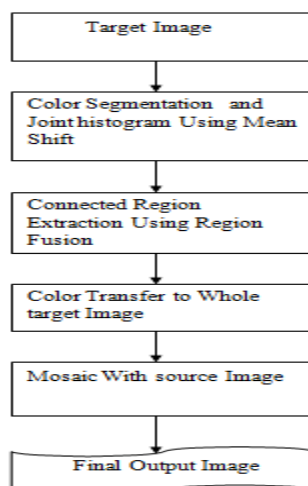 Target Image
Color Segmentation and
Joint histogram Using Mean
Shift
Connected Region
Extraction Using Region
Fusion
Color Transfer to Whole
target Image
Mosaic With source Image
Final Output Image